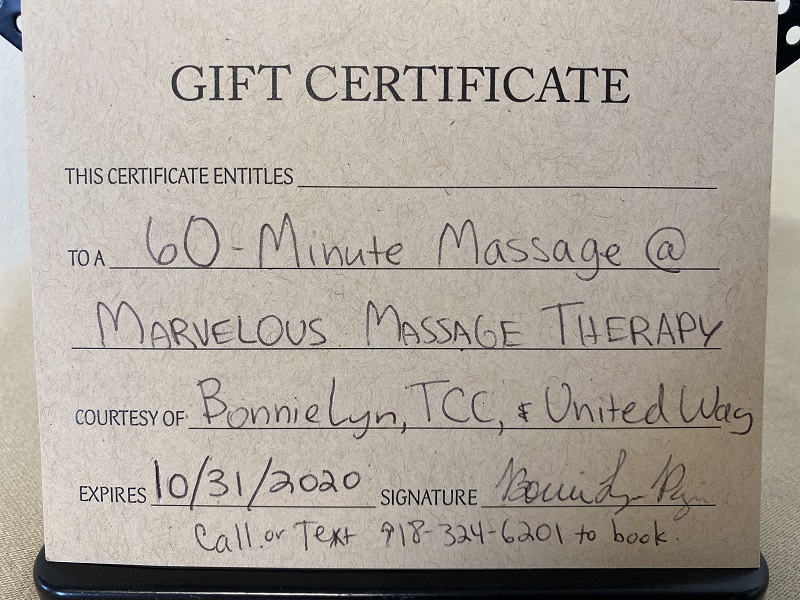 GIFT CERTIFICATE
THIS CERTIFICATE ENTITLES
TO A 60-Minute Massage @
MARVELOUS MASSAGE THERAPY
COURTESY OF BonnieLyn, TCC, & United Way
EXPIRES 10/31/2020 SIGNATURE
Call or Text 918-324-6201 to book.